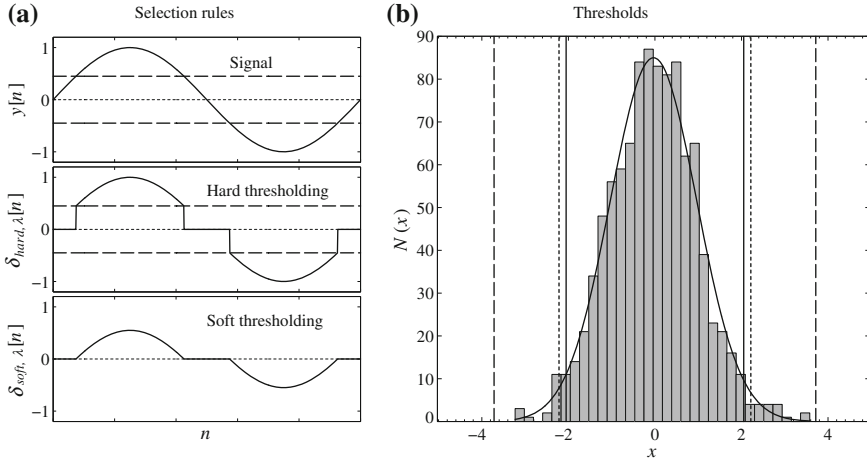 (a)
Selection rules
1
0
−1
y[n]
Signal
1
0
−1
δhard, λ[n]
Hard thresholding
1
0
−1
δsoft, λ[n]
Soft thresholding
n
(b)
Thresholds
90
80
70
60
50
40
30
20
10
0
N (x)
−4
−2
0
2
4
x